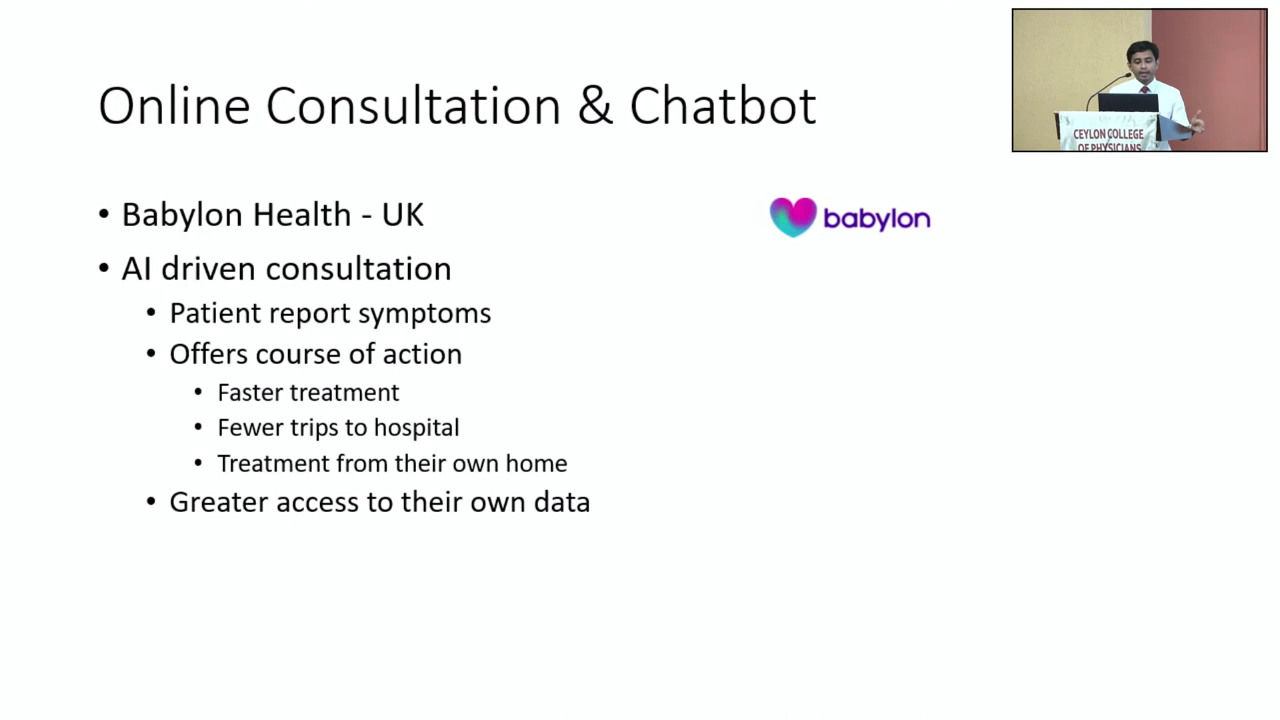 Online Consultation & Chatbot
• Babylon Health - UK
babylon
• AI driven consultation
• Patient report symptoms
• Offers course of action
• Faster treatment
• Fewer trips to hospital
• Treatment from their own home
• Greater access to their own data
CEYLON COLLEGE
OF PHYSICIANS